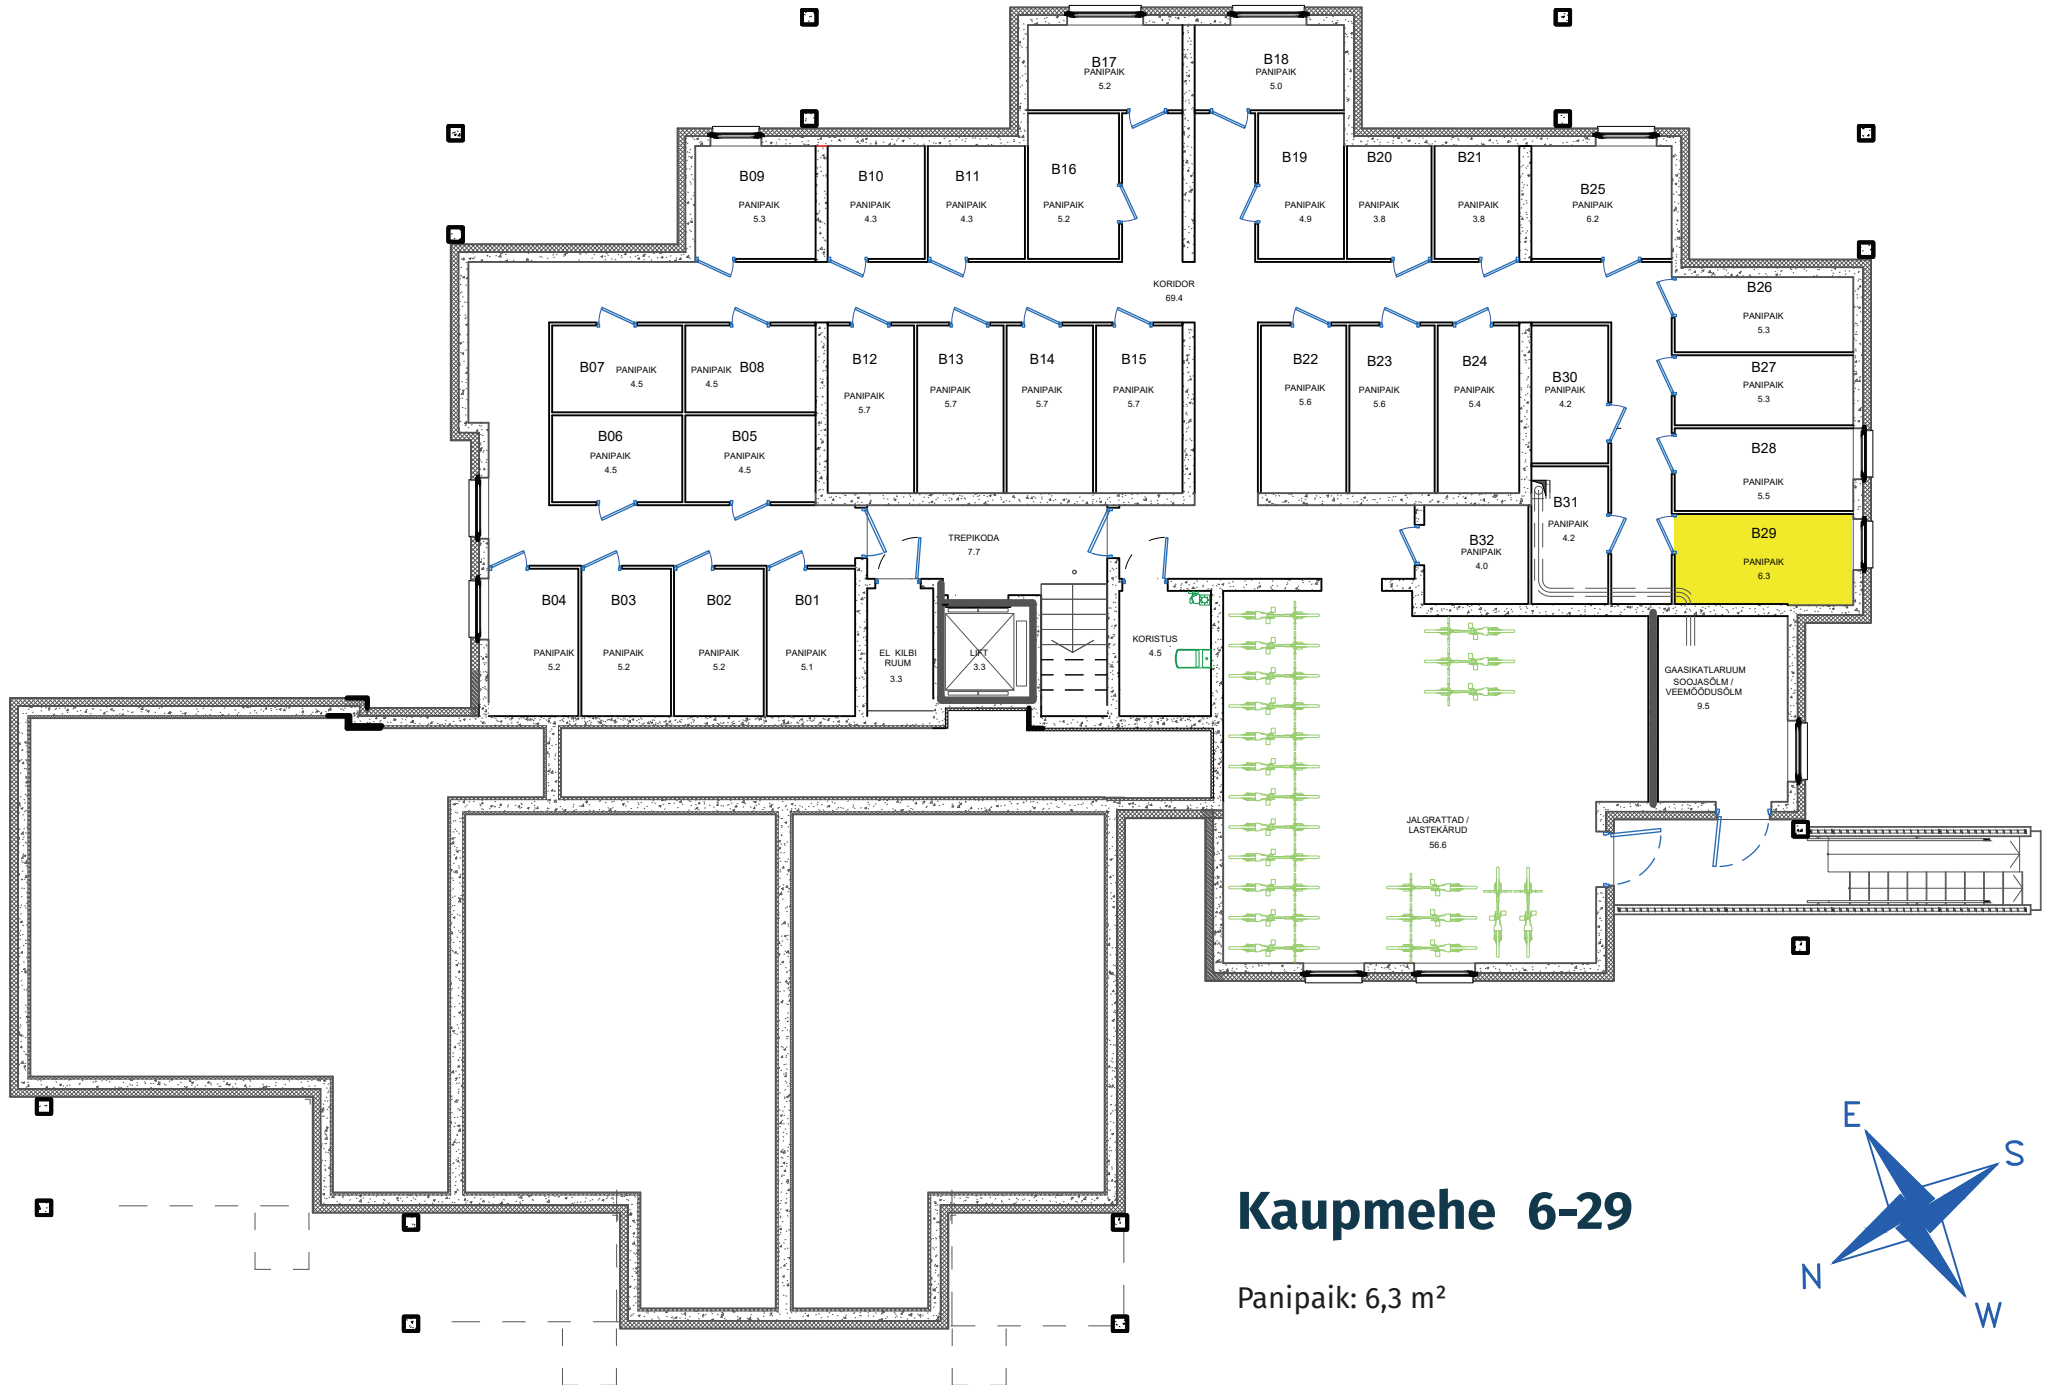 B17
PANIPAIK
5.2
B18
PANIPAIK
5.0
B09
PANIPAIK
5.3
B10
PANIPAIK
4.3
B11
PANIPAIK
4.3
B16
PANIPAIK
5.2
B19
PANIPAIK
4.9
B20
PANIPAIK
3.8
B21
PANIPAIK
3.8
B25
PANIPAIK
6.2
KORIDOR
69.4
B26
PANIPAIK
5.3
B07 PANIPAIK
4.5
PANIPAIK B08
4.5
B12
PANIPAIK
5.7
B13
PANIPAIK
5.7
B14
PANIPAIK
5.7
B15
PANIPAIK
5.7
B22
PANIPAIK
5.6
B23
PANIPAIK
5.6
B24
PANIPAIK
5.4
B30
PANIPAIK
4.2
B27
PANIPAIK
5.3
B06
PANIPAIK
4.5
B05
PANIPAIK
4.5
B28
PANIPAIK
5.5
B31
PANIPAIK
4.2
B32
PANIPAIK
4.0
B29
PANIPAIK
6.3
TREPIKODA
7.7
B04
PANIPAIK
5.2
B03
PANIPAIK
5.2
B02
PANIPAIK
5.2
B01
PANIPAIK
5.1
EL KILBI
RUUM
3.3
LIFT
3.3
KORISTUS
4.5
GAASIKATLARUUM
SOOJASÕLM /
VEEMÕÕDUSÕLM
9.5
JALGRATTAD /
LASTEKÄRUD
56.6
Kaupmehe 6-29
Panipaik: 6,3 m²
E
S
N
W